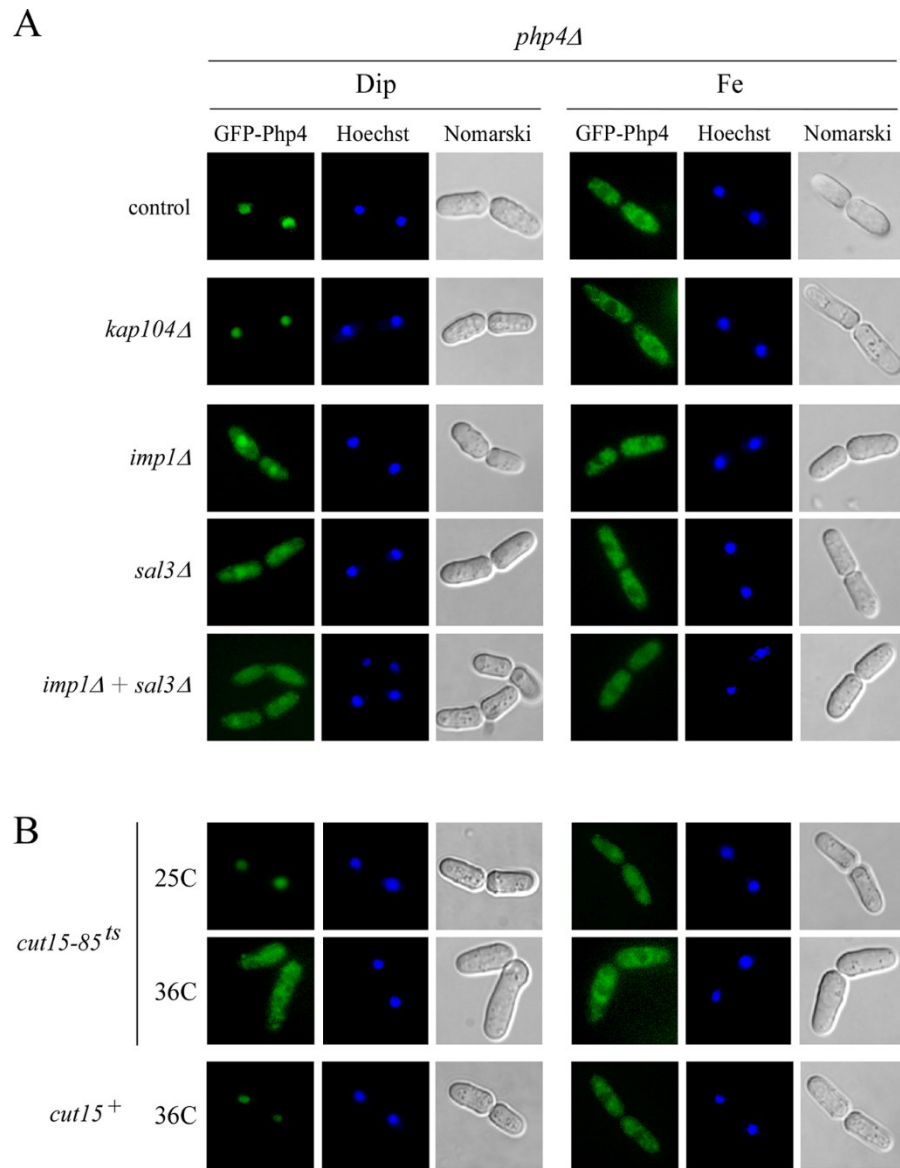 A
php4Δ
Dip Fe
GFP-Php4 Hoechst Nomarski GFP-Php4 Hoechst Nomarski
control
kap104Δ
imp1Δ
sal3Δ
imp1Δ + sal3Δ
B
25C
cut15-85ts
36C
cut15+ 36C